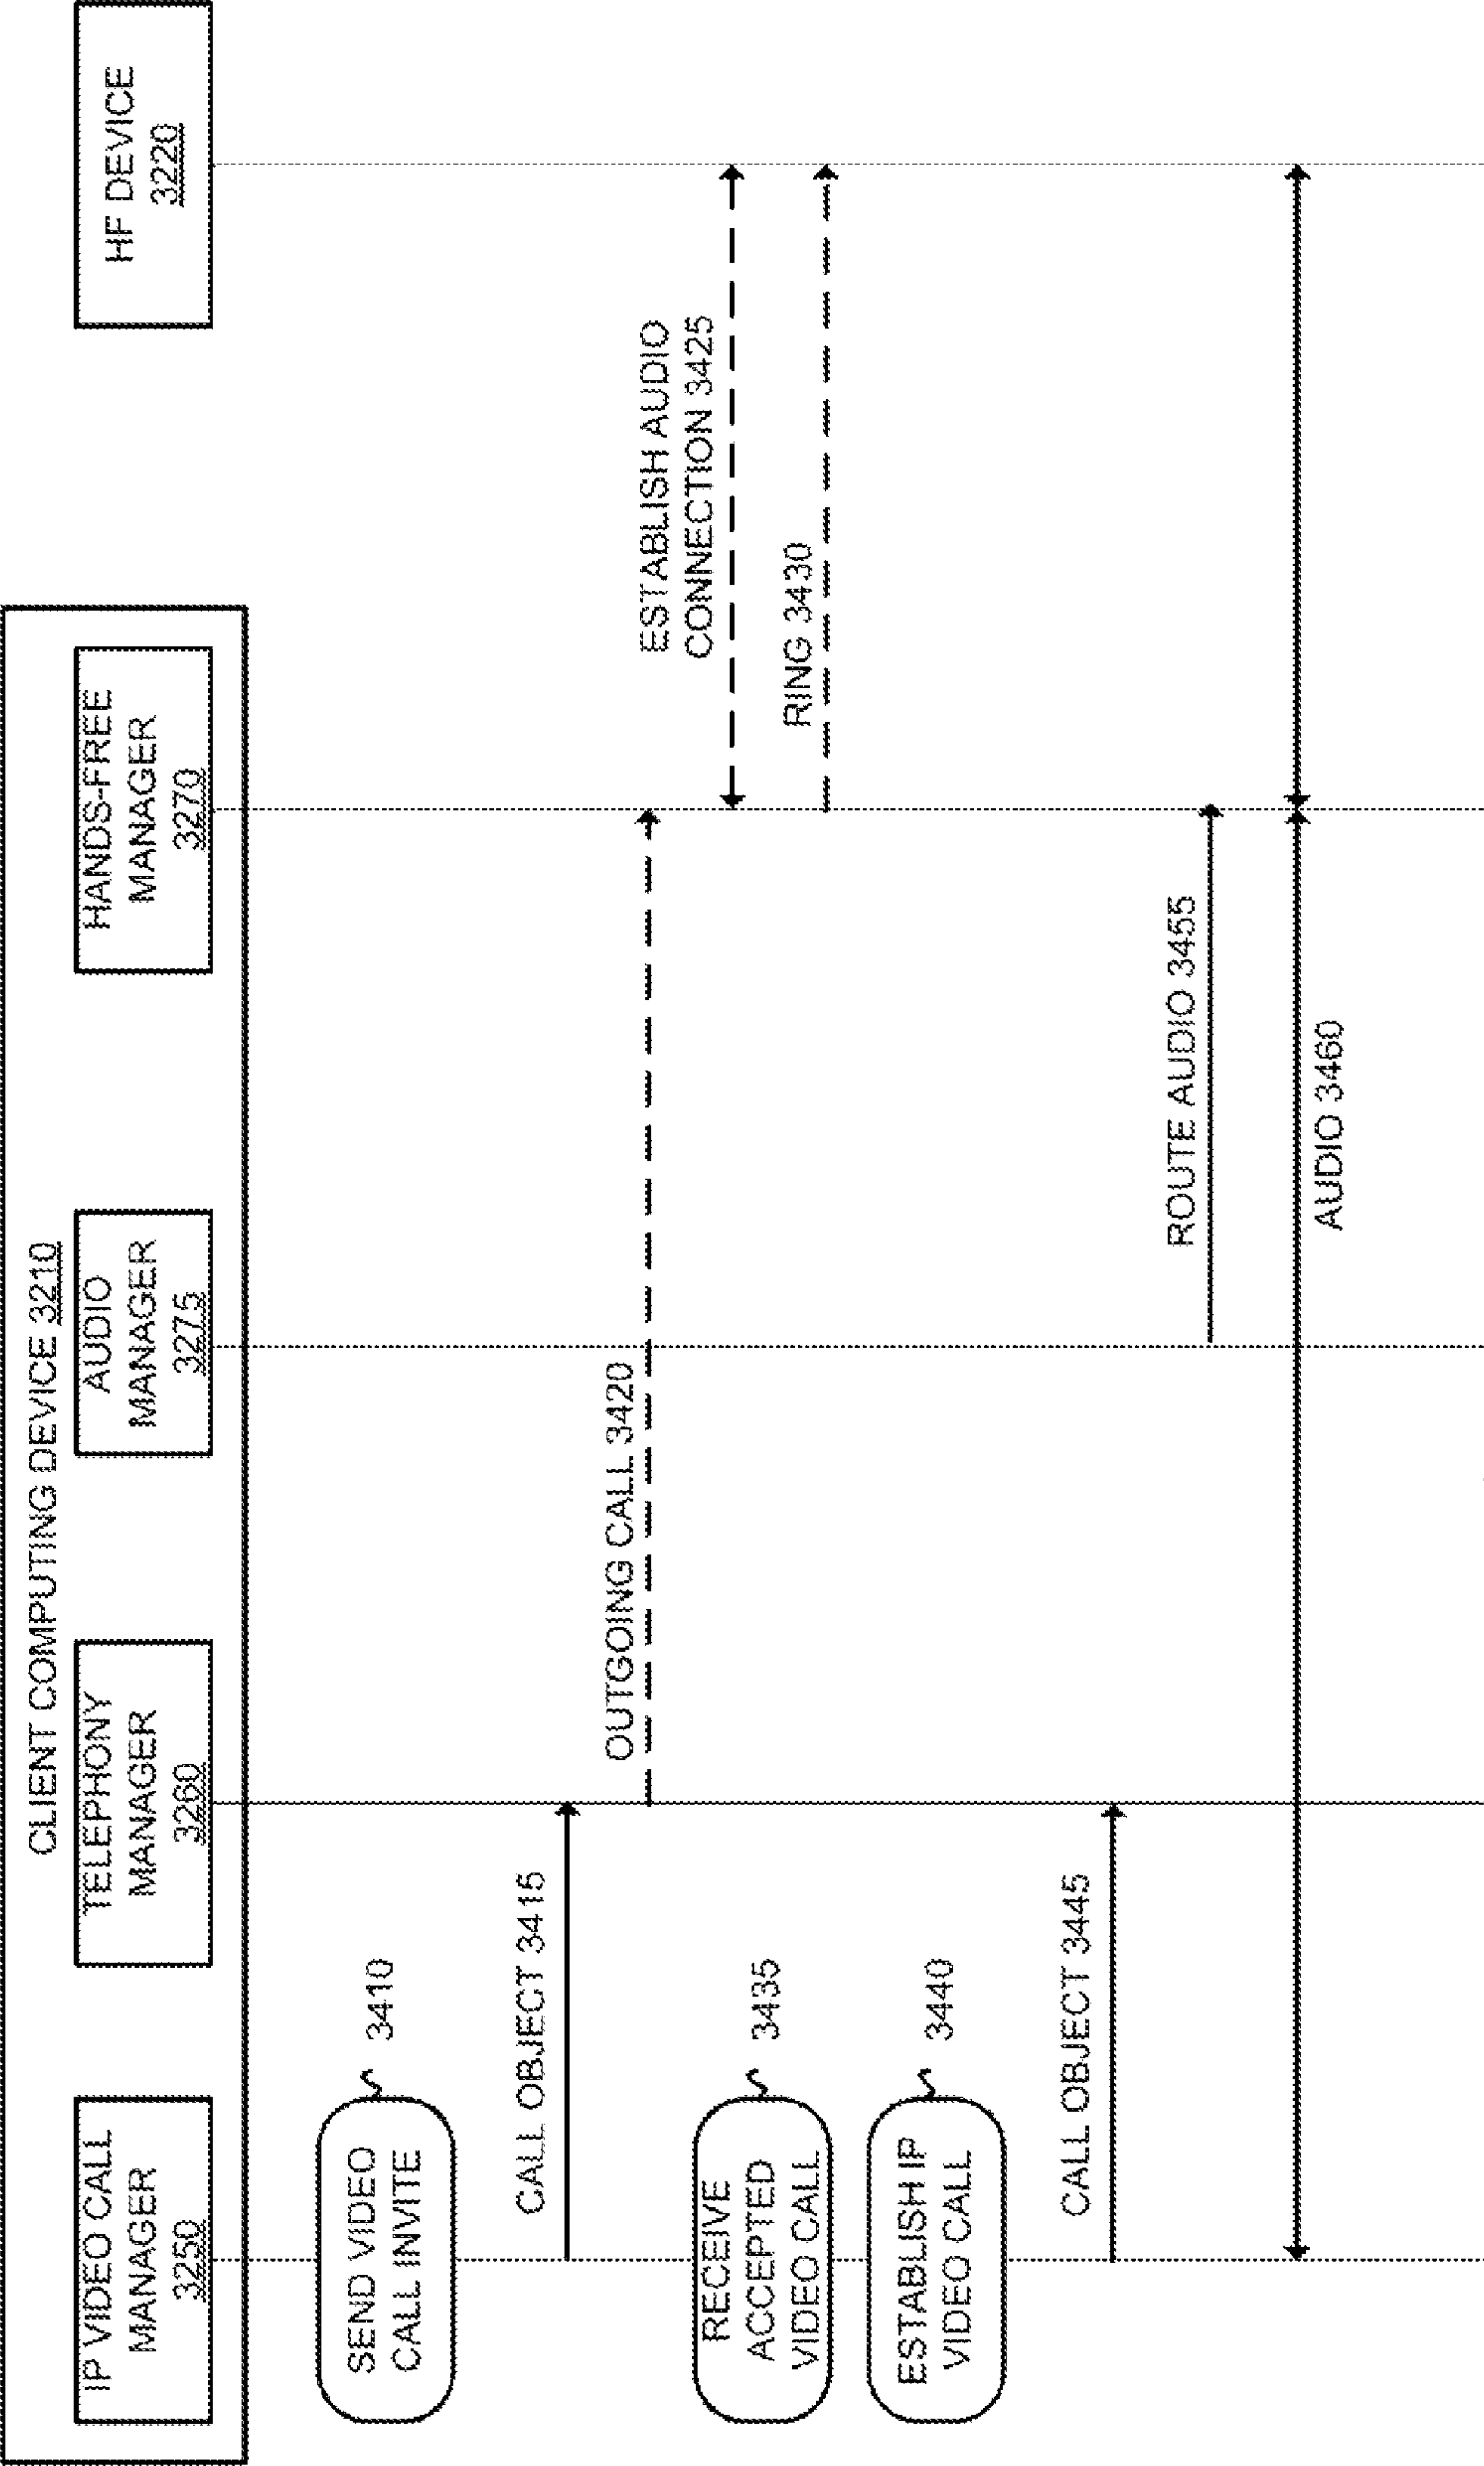 CLIENT COMPUTING DEVICE 3210
IP VIDEO CALL
MANAGER
3250
TELEPHONY
MANAGER
3260
AUDIO
MANAGER
3275
HANDS-FREE
MANAGER
3270
HF DEVICE
3220
SEND VIDEO
CALL INVITE
3410
CALL OBJECT 3415
OUTGOING CALL 3420
ESTABLISH AUDIO
CONNECTION 3425
RING 3430
RECEIVE
ACCEPTED
VIDEO CALL
3435
ESTABLISH IP
VIDEO CALL
3440
CALL OBJECT 3445
ROUTE AUDIO 3455
AUDIO 3460